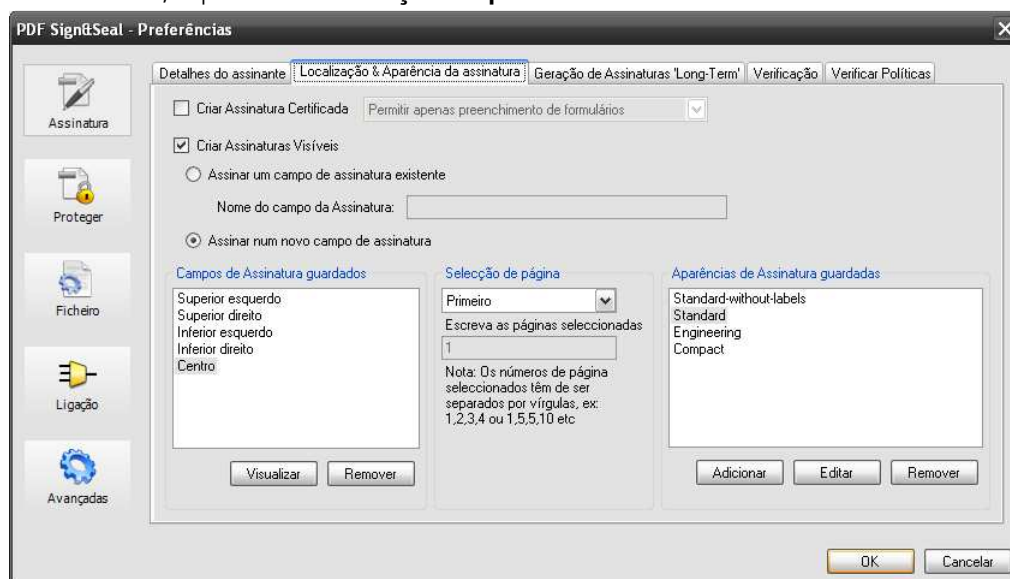 PDF Sign&Seal - Preferências
Detalhes do assinante Localização & Aparência da assinatura Geração de Assinaturas 'Long-Term' Verificação Verificar Políticas
Assinatura
Criar Assinatura Certificada Permitir apenas preenchimento de formulários
Criar Assinaturas Visíveis
Assinar um campo de assinatura existente
Nome do campo da Assinatura:
Assinar num novo campo de assinatura
Proteger
Ficheiro
Ligação
Avançadas
Campos de Assinatura guardados
Superior esquerdo
Superior direito
Inferior esquerdo
Inferior direito
Centro
Visualizar Remover
Selecção de página
Primeiro
Escreva as páginas seleccionadas
1
Nota: Os números de página
seleccionados têm de ser
separados por vírgulas, ex:
1,2,3,4 ou 1,5,5,10 etc
Aparências de Assinatura guardadas
Standard-without-labels
Standard
Engineering
Compact
Adicionar Editar Remover
OK Cancelar